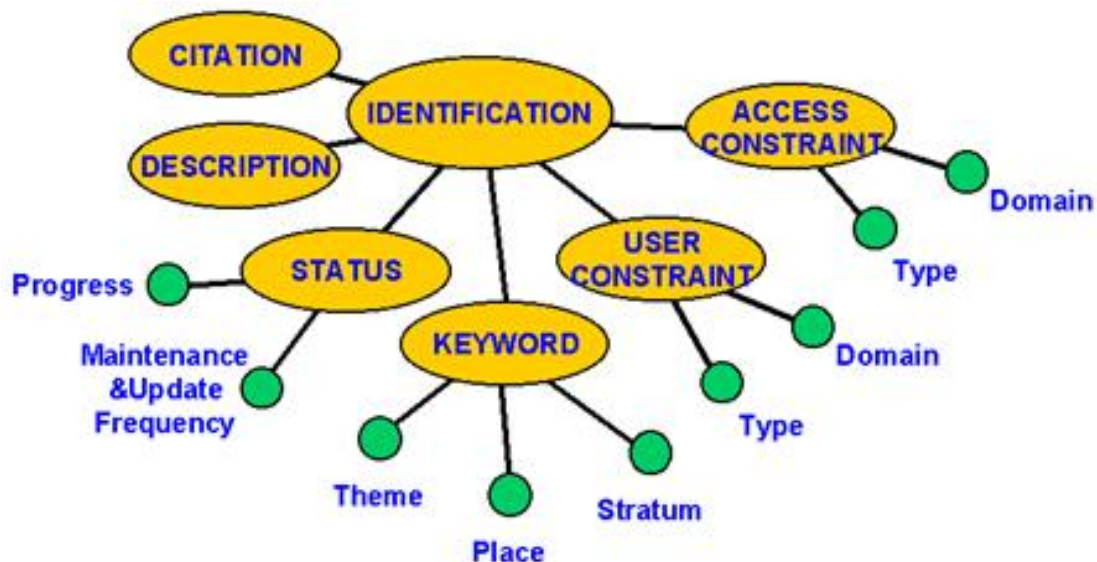 CITATION
IDENTIFICATION
ACCESS
CONSTRAINT
DESCRIPTION
Domain
USER
CONSTRAINT
Type
STATUS
Progress
KEYWORD
Domain
Maintenance
&Update
Frequency
Type
Theme
Stratum
Place